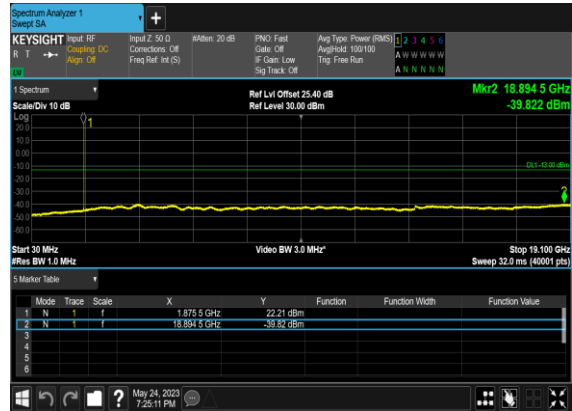 Spectrum Analyzer 1
Swept SA
+
KEYSIGHT Input: RF Input Z: 50 Ω #Atten: 20 dB PNO: Fast Avg Type: Power (RMS) 1 2 3 4 5 6
R T Coupling: DC Corrections: Off Gate: Off Avg|Hold: 100/100 A W W W W W
Align: Off Freq Ref: Int (S) IF Gain: Low Trig: Free Run
Sig Track: Off A N N N N N
1 Spectrum
Ref Lvl Offset 25.40 dB Mkr2 18.894 5 GHz
Scale/Div 10 dB Ref Level 30.00 dBm -39.822 dBm
Log
1
20.0
10.0
0.00
-10.0
DL1 -13.00 dBm
-20.0
-30.0
2
-40.0
-50.0
-60.0
Start 30 MHz Video BW 3.0 MHz* Stop 19.100 GHz
#Res BW 1.0 MHz Sweep 32.0 ms (40001 pts)
5 Marker Table
Mode Trace Scale X Y Function Function Width Function Value
1 N 1 f 1.875 5 GHz 22.21 dBm
2 N 1 f 18.894 5 GHz -39.82 dBm
3
4
5
6
? May 24, 2023
7:25:11 PM